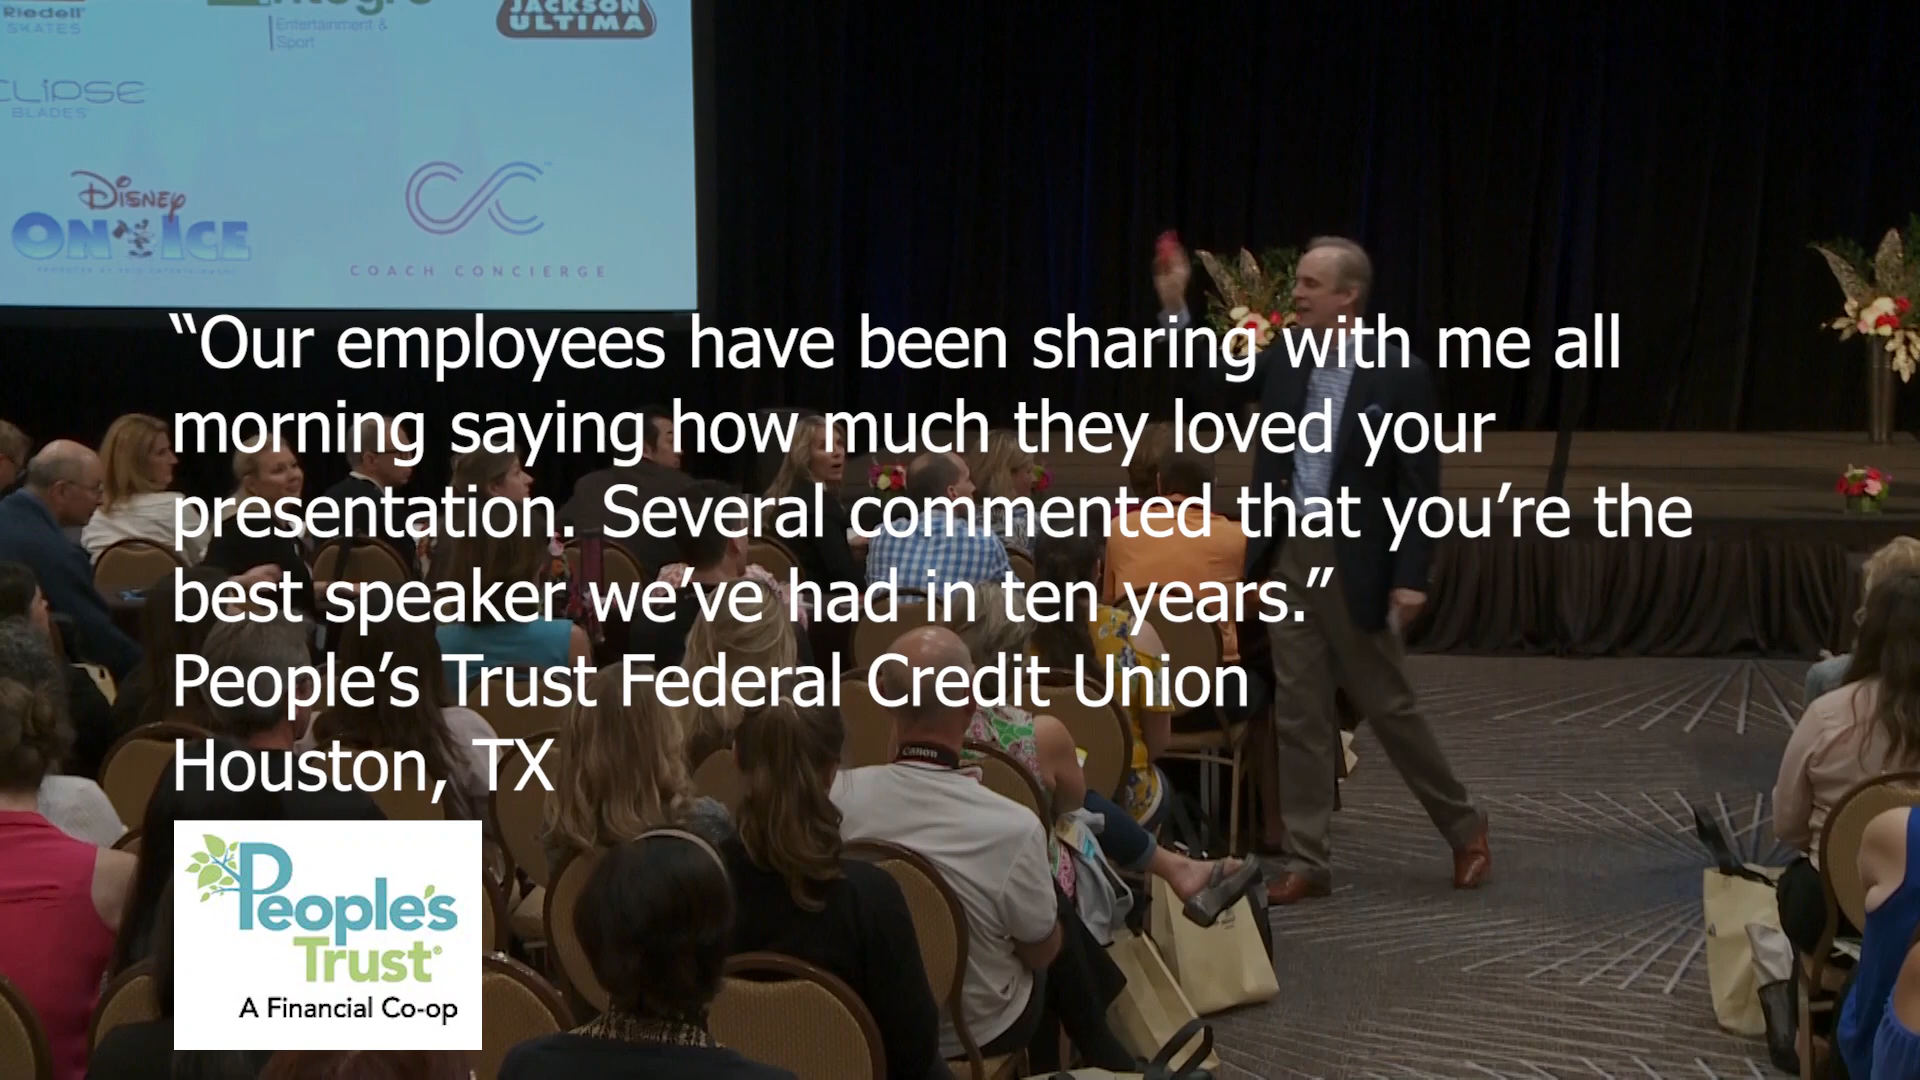 Riedell
SKATES
Entertainment &
Sport
JACKSON
ULTIMA
CLIPSE
BLADES
DISNEY
ON ICE
COACH CONCIERGE
“Our employees have been sharing with me all
morning saying how much they loved your
presentation. Several commented that you’re the
best speaker we’ve had in ten years.”
People’s Trust Federal Credit Union
Houston, TX
Canon
People's
Trust®
A Financial Co-op